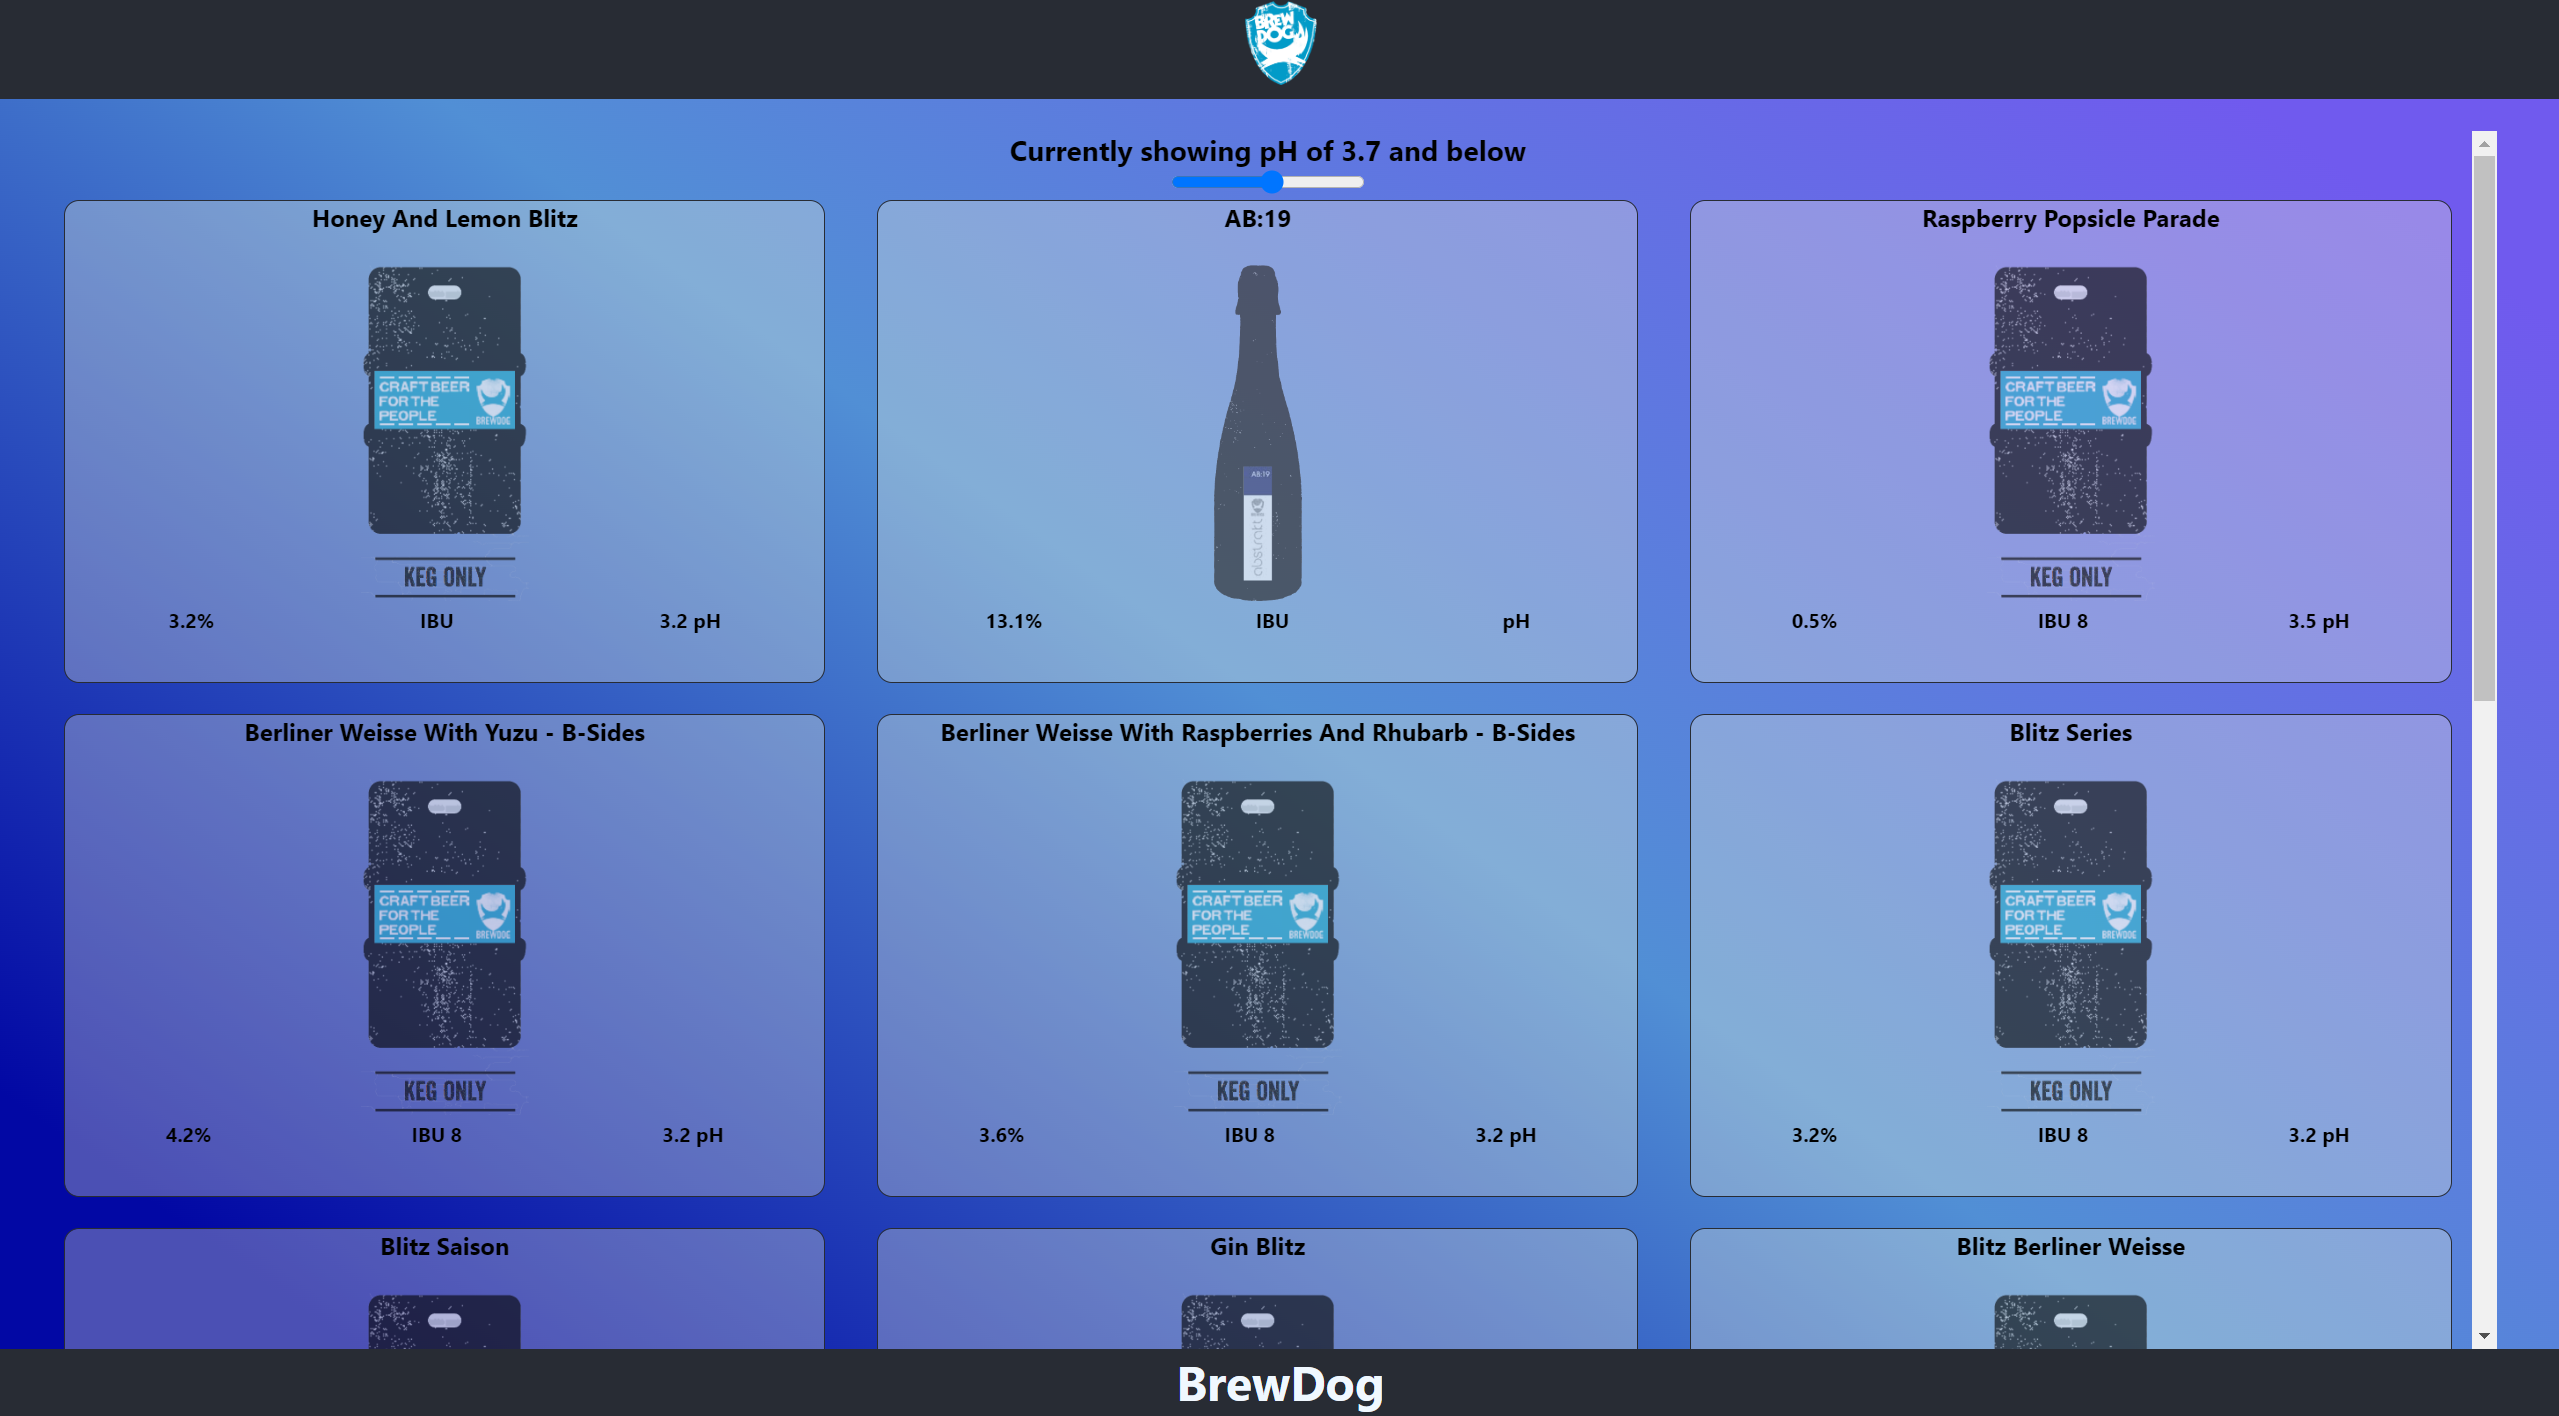 BREW
DOG
Currently showing pH of 3.7 and below
Honey And Lemon Blitz
CRAFT BEER
FOR THE
PEOPLE
BREWDOG
KEG ONLY
3.2% IBU 3.2 pH
AB:19
AB:19
abstrakt
13.1% IBU pH
Raspberry Popsicle Parade
CRAFT BEER
FOR THE
PEOPLE
BREWDOG
KEG ONLY
0.5% IBU 8 3.5 pH
Berliner Weisse With Yuzu - B-Sides
CRAFT BEER
FOR THE
PEOPLE
BREWDOG
KEG ONLY
4.2% IBU 8 3.2 pH
Berliner Weisse With Raspberries And Rhubarb - B-Sides
CRAFT BEER
FOR THE
PEOPLE
BREWDOG
KEG ONLY
3.6% IBU 8 3.2 pH
Blitz Series
CRAFT BEER
FOR THE
PEOPLE
BREWDOG
KEG ONLY
3.2% IBU 8 3.2 pH
Blitz Saison
Gin Blitz
Blitz Berliner Weisse
BrewDog